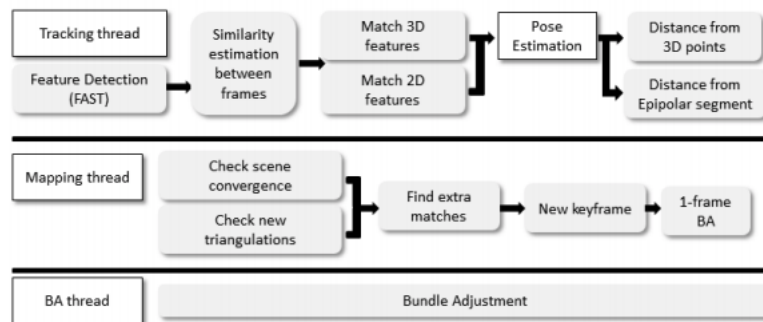 Tracking thread
Feature Detection
(FAST)
Similarity
estimation
between
frames
Match 3D
features
Match 2D
features
Pose
Estimation
Distance from
3D points
Distance from
Epipolar segment
Mapping thread
Check scene
convergence
Check new
triangulations
Find extra
matches
New keyframe
1-frame
BA
BA thread
Bundle Adjustment